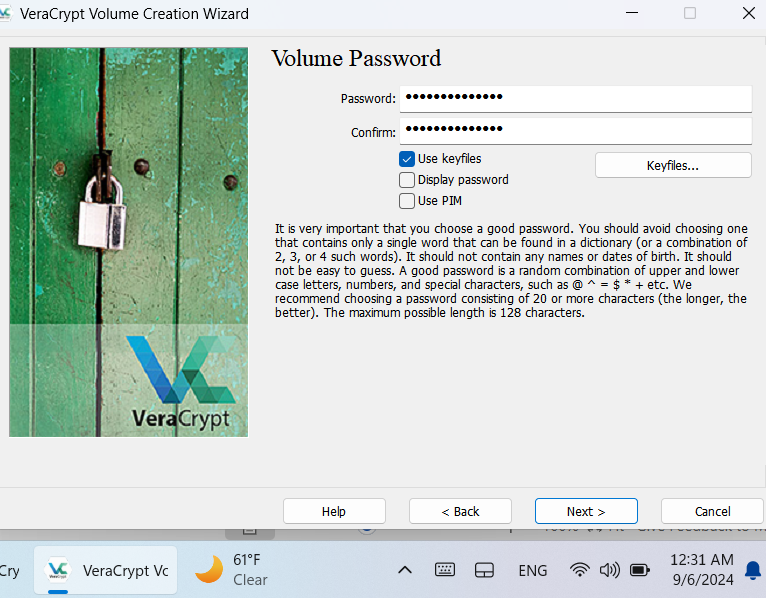 VeraCrypt Volume Creation Wizard
Volume Password
Password: ●●●●●●●●●●●●●●
Confirm: ●●●●●●●●●●●●●●
Use keyfiles
Keyfiles...
Display password
Use PIM
It is very important that you choose a good password. You should avoid choosing one
that contains only a single word that can be found in a dictionary (or a combination of
2, 3, or 4 such words). It should not contain any names or dates of birth. It should
not be easy to guess. A good password is a random combination of upper and lower
case letters, numbers, and special characters, such as @ ^ = $ * + etc. We
recommend choosing a password consisting of 20 or more characters (the longer, the
better). The maximum possible length is 128 characters.
VeraCrypt
Help
< Back
Next >
Cancel
Cry
VeraCrypt Vc
61°F
Clear
ENG
12:31 AM
9/6/2024